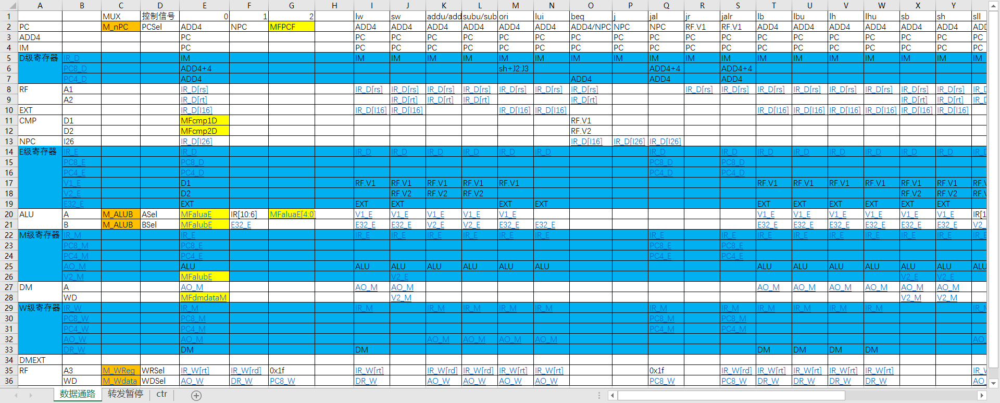 A B C D E F G H I J K L M N O P Q R S T U V W X Y
1 MUX 控制信号 0 1 2 lw sw addu/add subu/sub ori lui beq j jal jr jalr lb lbu lh lhu sb sh sll
2 PC M_nPC PCSel ADD4 NPC MFPCF ADD4 ADD4 ADD4 ADD4 ADD4 ADD4 ADD4/NPC NPC NPC RF.V1 RF.V1 ADD4 ADD4 ADD4 ADD4 ADD4 ADD4 ADD
3 ADD4 PC PC PC PC PC PC PC PC PC PC PC PC PC PC PC PC PC PC PC
4 IM PC PC PC PC PC PC PC PC PC PC PC PC PC PC PC PC PC PC PC
5 D级寄存器 IR_D IM IM IM IM IM IM IM IM IM IM IM IM IM IM IM IM IM IM IM
6 PC8_D ADD4+4 sh+J2:J3 ADD4+4 ADD4+4
7 PC4_D ADD4 ADD4 ADD4 ADD4
8 RF A1 IR_D[rs] IR_D[rs] IR_D[rs] IR_D[rs] IR_D[rs] IR_D[rs] IR_D[rs] IR_D[rs] IR_D[rs] IR_D[rs] IR_D[rs] IR_D[rs] IR_D[rs] IR_D[rs] IR_D[rs] IR_D[rs]
9 A2 IR_D[rt] IR_D[rt] IR_D[rt] IR_D[rt] IR_D[rt] IR_D[rt] IR_D[rt]
10 EXT IR_D[I16] IR_D[I16] IR_D[I16] IR_D[I16] IR_D[I16] IR_D[I16] IR_D[I16] IR_D[I16] IR_D[I16] IR_D[I16] IR_D[I16]
11 CMP D1 MFcmp1D RF.V1
12 D2 MFcmp2D RF.V2
13 NPC I26 IR_D[I26] IR_D[I16] IR_D[I26] IR_D[I26]
14 E级寄存器 IR_E IR_D IR_D IR_D IR_D IR_D IR_D IR_D IR_D IR_D IR_D IR_D IR_D IR_D IR_D IR_D
15 PC8_E PC8_D PC8_D PC8_D
16 PC4_E PC4_D PC4_D PC4_D
17 V1_E D1 RF.V1 RF.V1 RF.V1 RF.V1 RF.V1 RF.V1 RF.V1 RF.V1 RF.V1 RF.V1 RF.V1
18 V2_E D2 RF.V2 RF.V2 RF.V2 RF.V2 RF.V2
19 E32_E EXT EXT EXT EXT EXT EXT EXT EXT EXT EXT EXT
20 ALU A M_ALUB ASel MFaluaE IR[10:6] MFaluaE[4:0] V1_E V1_E V1_E V1_E V1_E V1_E V1_E V1_E V1_E V1_E V1_E IR[1
21 B M_ALUB BSel MFalubE E32_E E32_E E32_E V2_E V2_E E32_E E32_E E32_E E32_E E32_E E32_E E32_E E32_E V2_
22 M级寄存器 IR_M IR_E IR_E IR_E IR_E IR_E IR_E IR_E IR_E IR_E IR_E IR_E IR_E IR_E IR_E IR_E
23 PC8_M PC8_E PC8_E PC8_E
24 PC4_M PC4_E PC4_E PC4_E
25 AO_M ALU ALU ALU ALU ALU ALU ALU ALU ALU ALU ALU ALU ALU ALU
26 V2_M MFalubE V2_E V2_E V2_E
27 DM A AO_M AO_M AO_M AO_M AO_M AO_M AO_M AO_M AO_M
28 WD MFdmdataM V2_M V2_M V2_M
29 W级寄存器 IR_W IR_M IR_M IR_M IR_M IR_M IR_M IR_M IR_M IR_M IR_M IR_M IR_M
30 PC8_W PC8_M PC8_M PC8_M
31 PC4_W PC4_M PC4_M PC4_M
32 AO_W AO_M AO_M AO_M AO_M AO_M AO_
33 DR_W DM DM DM DM DM DM
34 DMEXT
35 RF A3 M_WReg WRSel IR_W[rt] IR_W[rd] 0x1f IR_W[rt] IR_W[rd] IR_W[rd] IR_W[rt] IR_W[rt] 0x1f IR_W[rd] IR_W[rt] IR_W[rt] IR_W[rt] IR_W[rt]
36 WD M_Wdata WDSel AO_W DR_W PC8_W DR_W AO_W AO_W AO_W AO_W PC8_W PC8_W DR_W DR_W DR_W DR_W AO_
数据通路 转发暂停 ctr